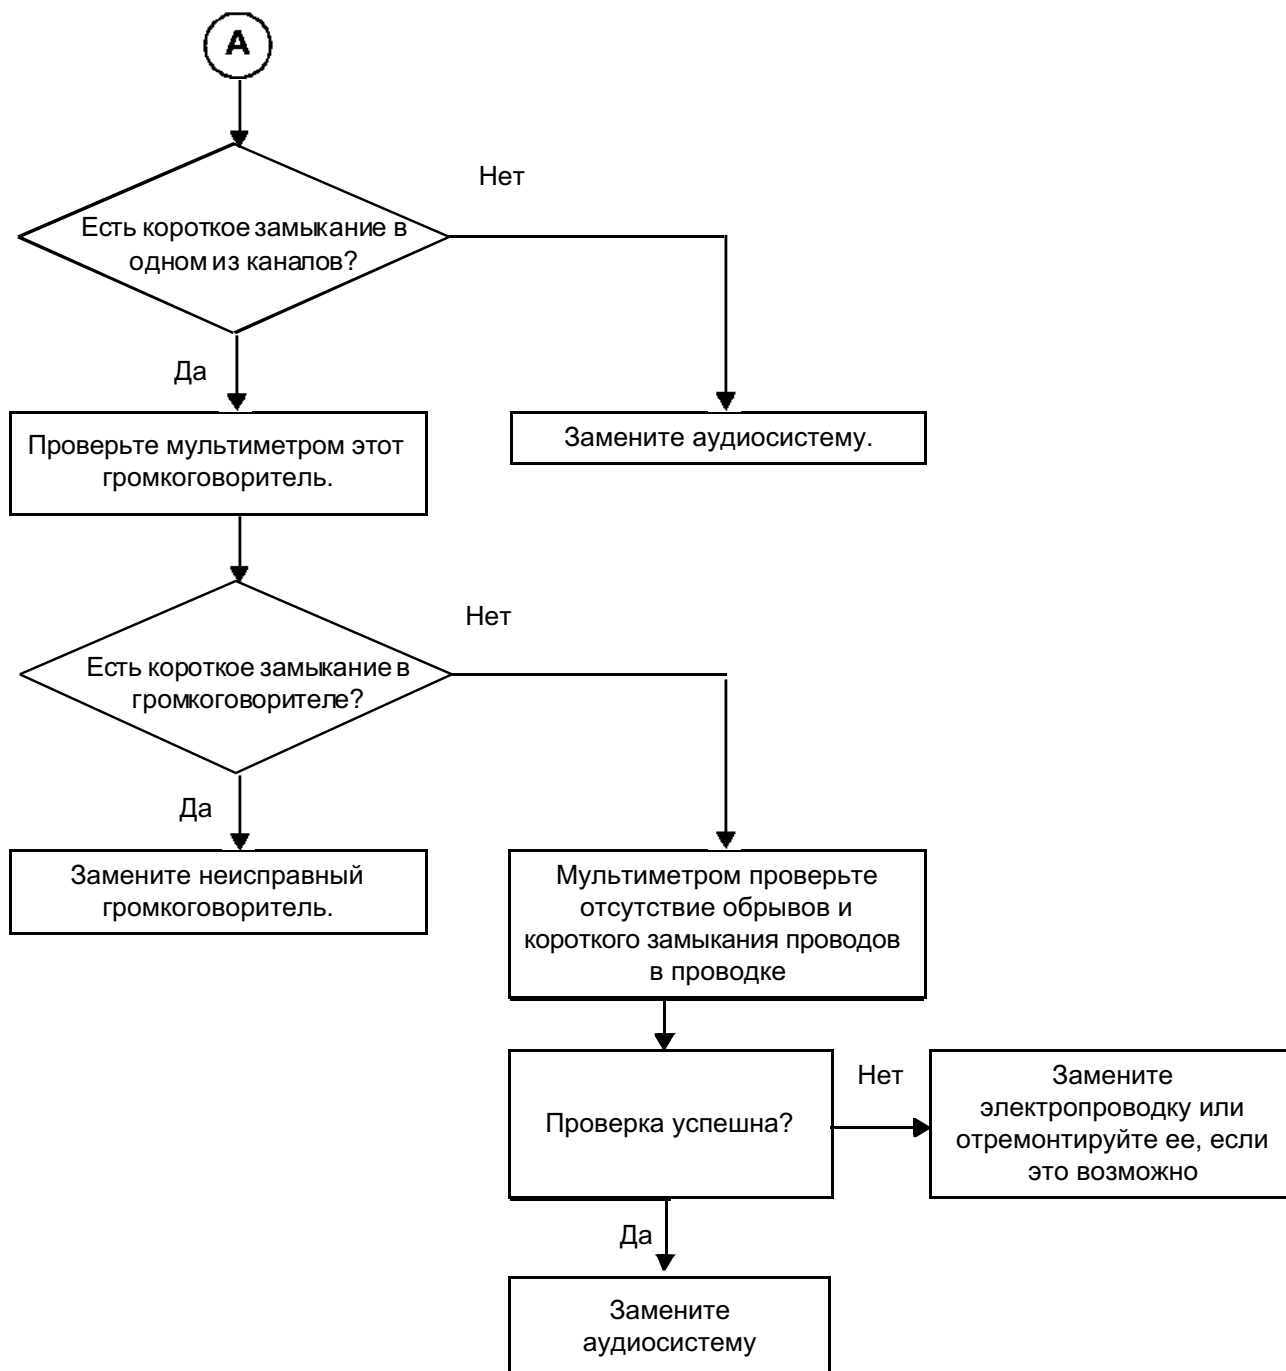 A
Нет
Есть короткое замыкание в
одном из каналов?
Да
Проверьте мультиметром этот
громкоговоритель.
Замените аудиосистему.
Нет
Есть короткое замыкание в
громкоговорителе?
Да
Замените неисправный
громкоговоритель.
Мультиметром проверьте
отсутствие обрывов и
короткого замыкания проводов
в проводке
Проверка успешна?
Нет
Замените
электропроводку или
отремонтируйте ее, если
это возможно
Да
Замените
аудиосистему